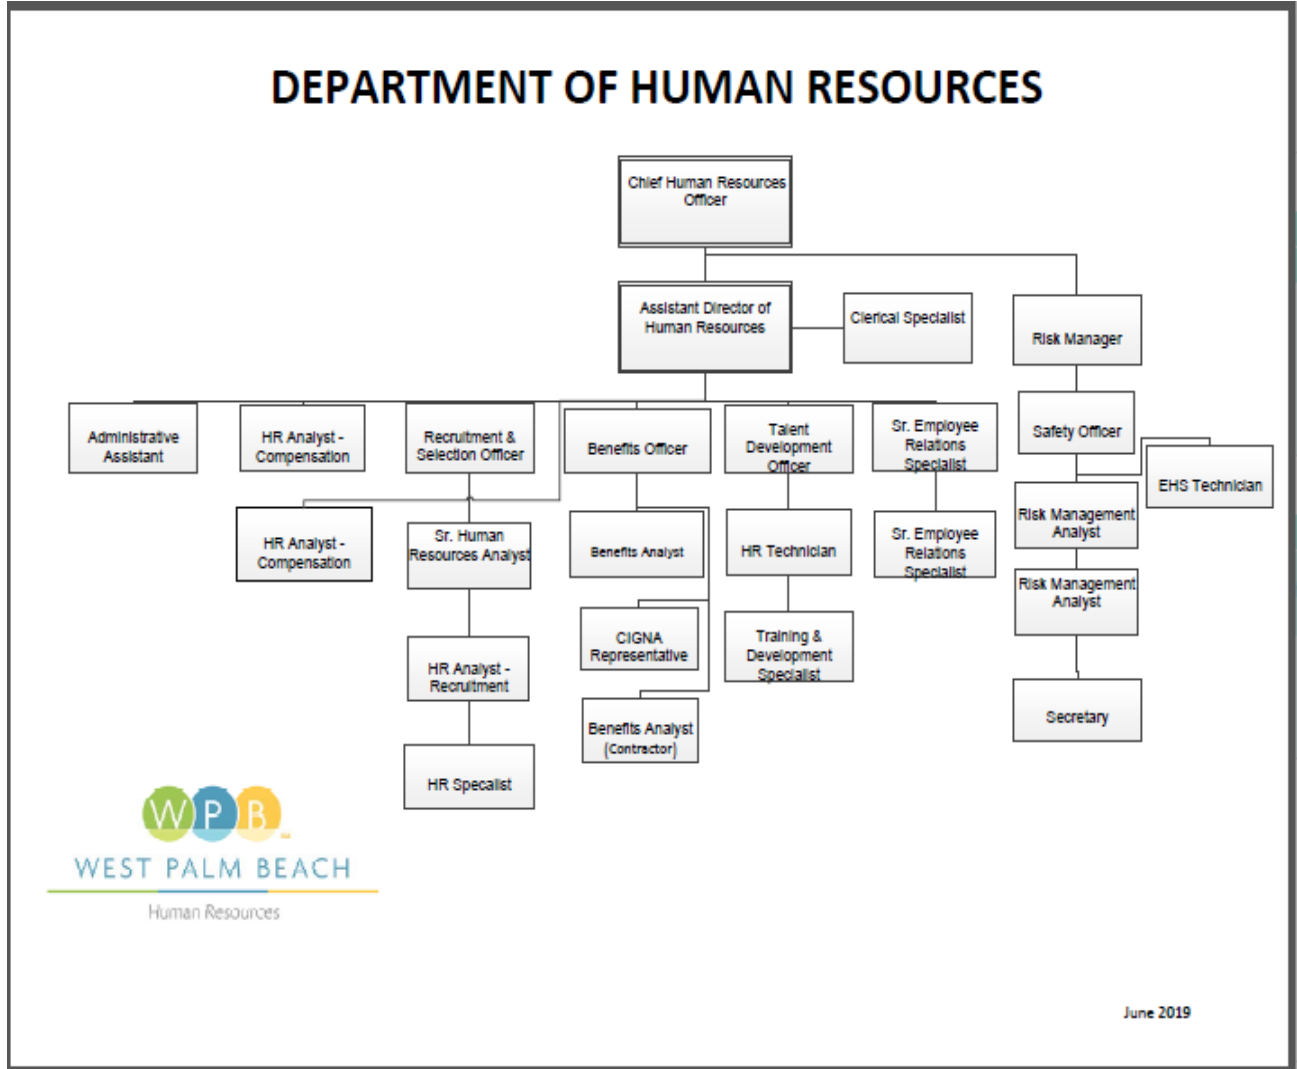 DEPARTMENT OF HUMAN RESOURCES
Chief Human Resources
Officer
Assistant Director of
Human Resources
Clerical Specialist
Risk Manager
Administrative
Assistant
HR Analyst -
Compensation
Recruitment &
Selection Officer
Benefits Officer
Talent
Development
Officer
Sr. Employee
Relations
Specialist
Safety Officer
EHS Technician
HR Analyst -
Compensation
Sr. Human
Resources Analyst
Benefits Analyst
HR Technician
Sr. Employee
Relations
Specialist
Risk Management
Analyst
Risk Management
Analyst
HR Analyst -
Recruitment
CIGNA
Representative
Training &
Development
Specialist
Secretary
Benefits Analyst
(Contractor)
HR Specalist
WPB
WEST PALM BEACH
Human Resources
June 2019